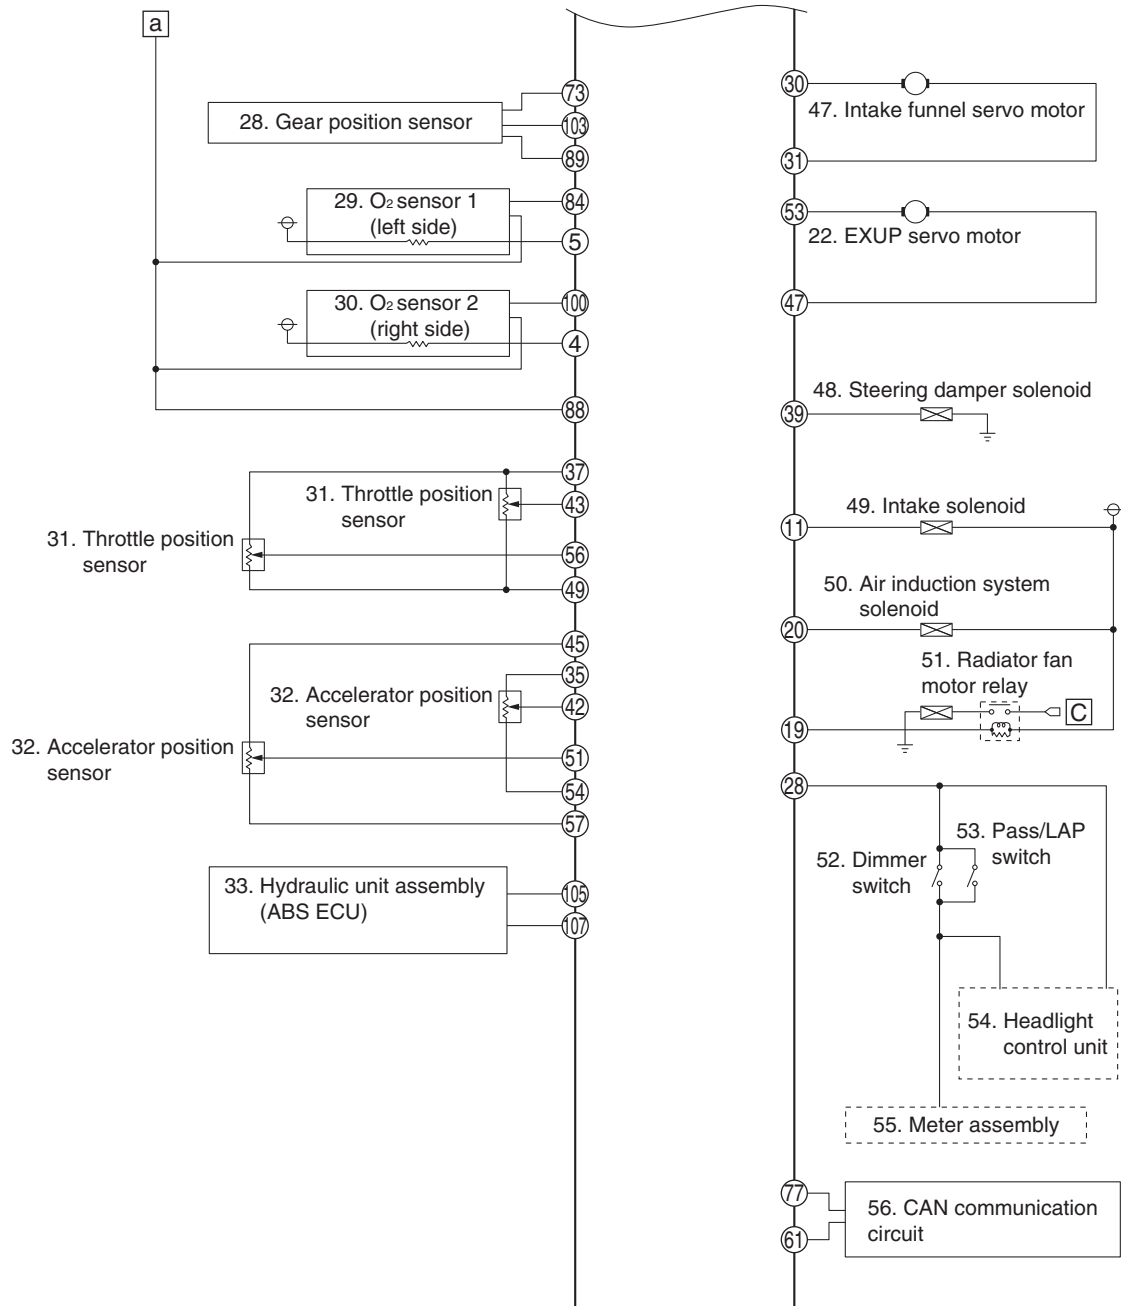 a
73
28. Gear position sensor
103
89
84
29. O2 sensor 1
(left side)
5
100
30. O2 sensor 2
(right side)
4
88
37
31. Throttle position
sensor
43
31. Throttle position
sensor
56
49
45
35
32. Accelerator position
sensor
42
32. Accelerator position
sensor
51
54
57
33. Hydraulic unit assembly
(ABS ECU)
105
107
30
47. Intake funnel servo motor
31
53
22. EXUP servo motor
47
48. Steering damper solenoid
39
49. Intake solenoid
11
50. Air induction system
solenoid
20
51. Radiator fan
motor relay
C
19
28
53. Pass/LAP
switch
52. Dimmer
switch
54. Headlight
control unit
55. Meter assembly
77
56. CAN communication
circuit
61